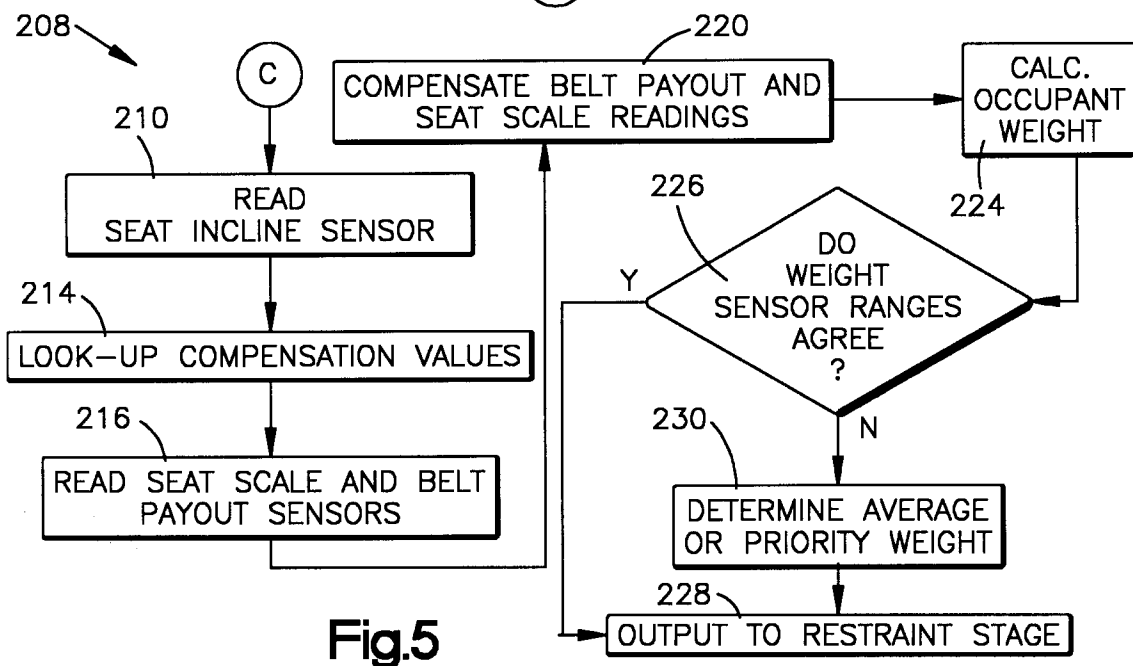 208
C
210
READ
SEAT INCLINE SENSOR
214
LOOK-UP COMPENSATION VALUES
216
READ SEAT SCALE AND BELT
PAYOUT SENSORS
220
COMPENSATE BELT PAYOUT AND
SEAT SCALE READINGS
CALC.
OCCUPANT
WEIGHT
224
226
DO
WEIGHT
SENSOR RANGES
AGREE
?
Y
N
230
DETERMINE AVERAGE
OR PRIORITY WEIGHT
228
OUTPUT TO RESTRAINT STAGE
Fig.5